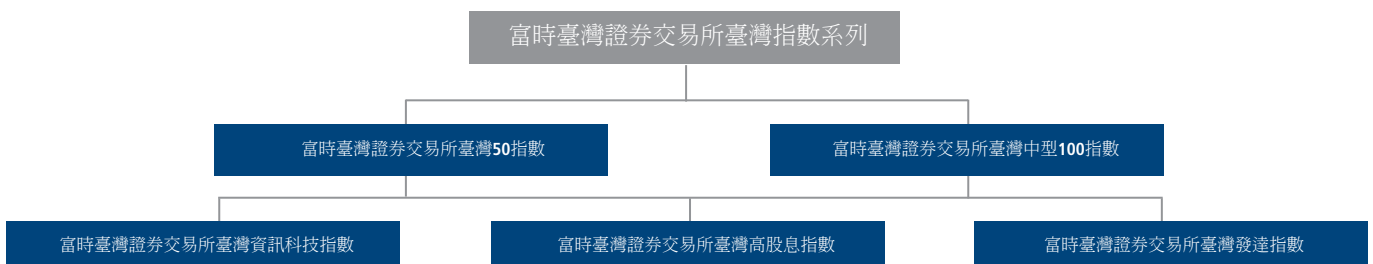 富時臺灣證券交易所臺灣指數系列
富時臺灣證券交易所臺灣50指數
富時臺灣證券交易所臺灣中型100指數
富時臺灣證券交易所臺灣資訊科技指數
富時臺灣證券交易所臺灣高股息指數
富時臺灣證券交易所臺灣發達指數